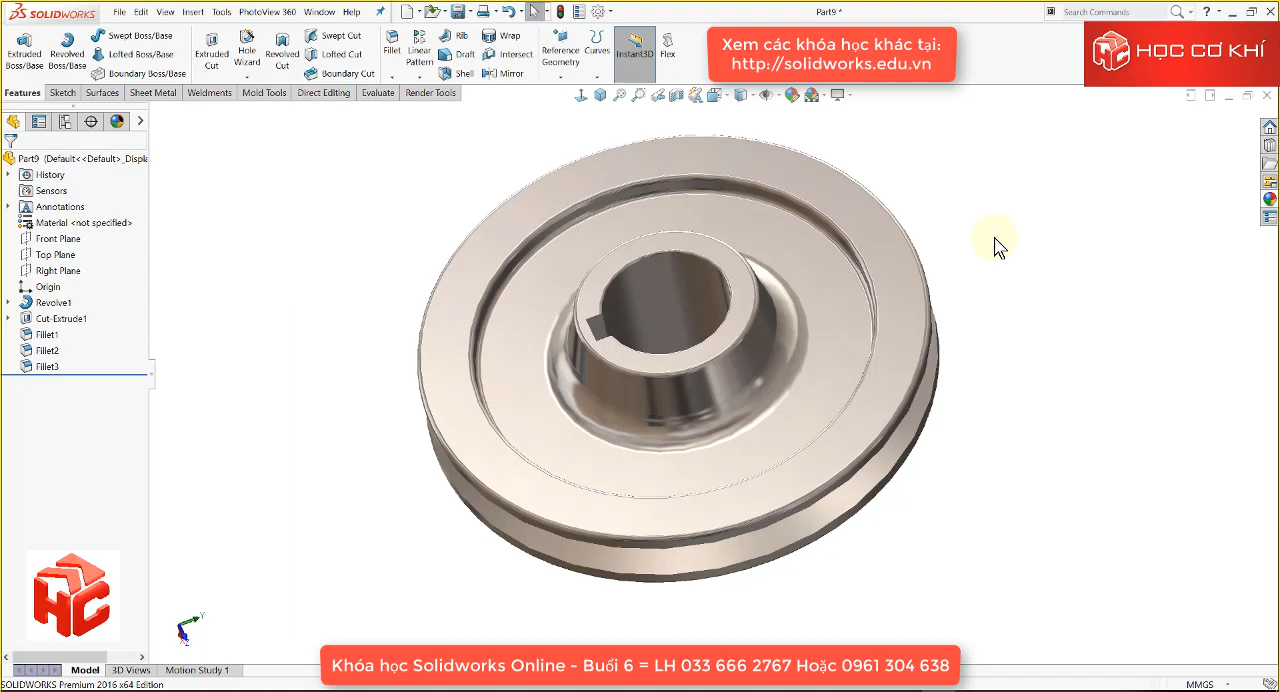 SOLIDWORKS
File Edit View Insert Tools PhotoView 360 Window Help
Part9 *
Search Commands
Extruded Boss/Base
Revolved Boss/Base
Swept Boss/Base
Lofted Boss/Base
Boundary Boss/Base
Extruded Cut
Hole Wizard
Revolved Cut
Swept Cut
Lofted Cut
Boundary Cut
Fillet
Linear Pattern
Rib
Draft
Shell
Wrap
Intersect
Mirror
Reference Geometry
Curves
Instant3D
Flex
Xem các khóa học khác tại:
http://solidworks.edu.vn
HỌC CƠ KHÍ
Features Sketch Surfaces Sheet Metal Weldments Mold Tools Direct Editing Evaluate Render Tools
Part9 (Default<<Default>_Displa
History
Sensors
Annotations
Material <not specified>
Front Plane
Top Plane
Right Plane
Origin
Revolve1
Cut-Extrude1
Fillet1
Fillet2
Fillet3
HC
Y
Z
Khóa học Solidworks Online - Buổi 6 = LH 033 666 2767 Hoặc 0961 304 638
Model 3D Views Motion Study 1
SOLIDWORKS Premium 2016 x64 Edition
MMGS